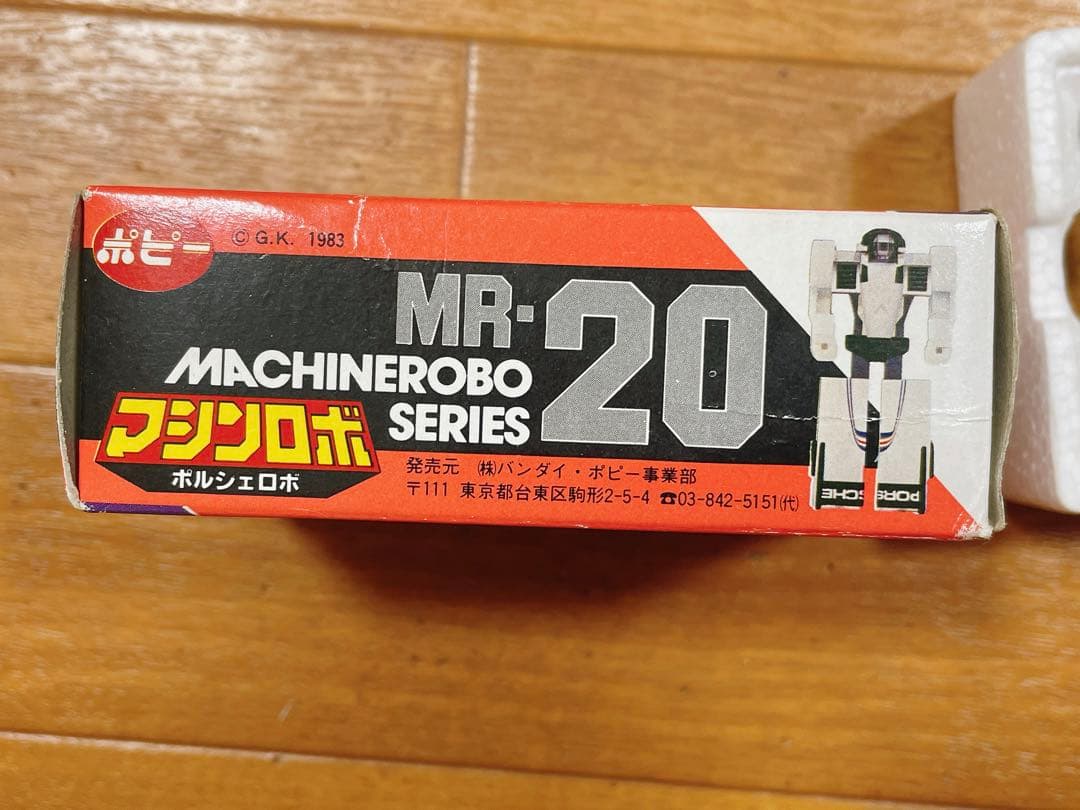 ポピー
© G.K. 1983
MR-20
MACHINEROBO
SERIES
マシンロボ
ポルシェロボ
発売元 ㈱バンダイ・ポピー事業部
〒111 東京都台東区駒形2-5-4 ☎03-842-5151㈹
PORSCHE